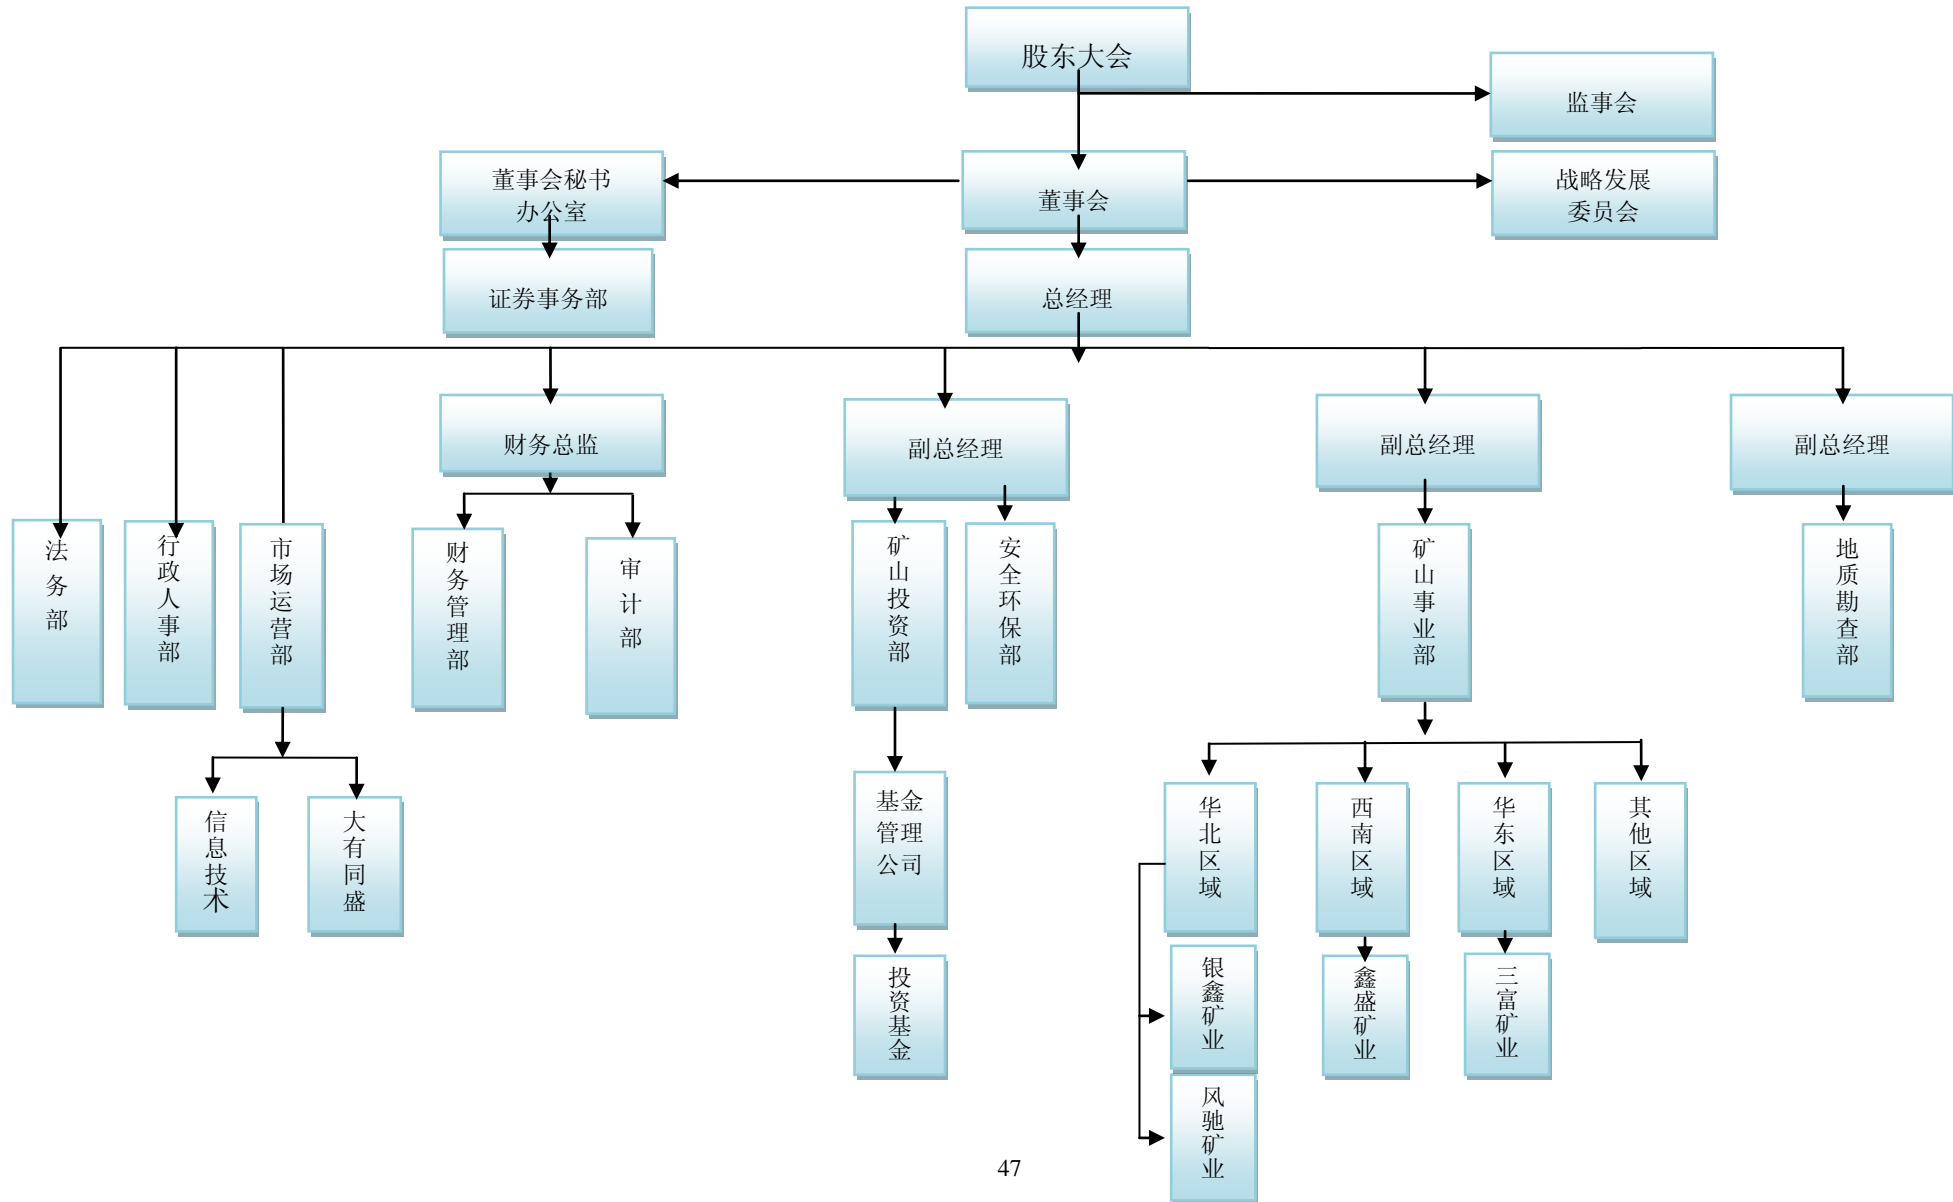 股东大会
监事会
董事会秘书
办公室
董事会
战略发展
委员会
证券事务部
总经理
财务总监
副总经理
副总经理
副总经理
法务部
行政人事部
市场运营部
财务管理部
审计部
矿山投资部
安全环保部
矿山事业部
地质勘查部
信息技术
大有同盛
基金
管理
公司
华北区域
西南区域
华东区域
其他区域
投资基金
银鑫矿业
鑫盛矿业
三富矿业
风驰矿业
47